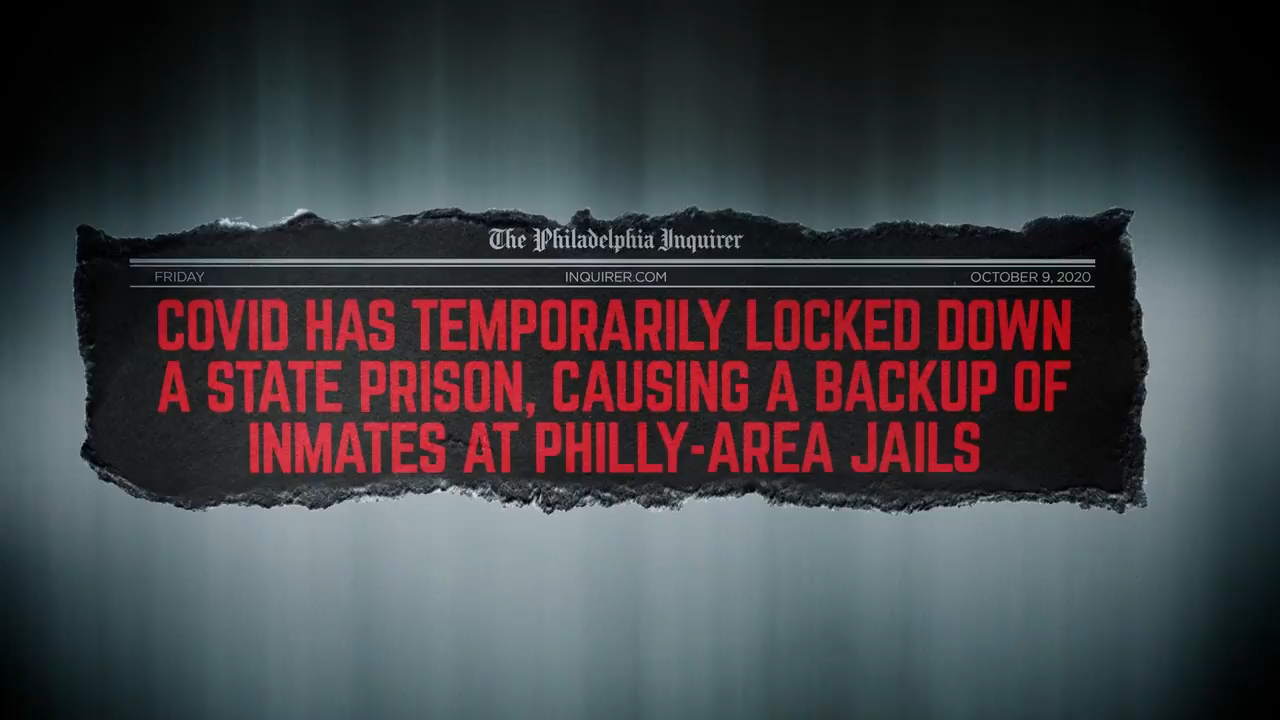 The Philadelphia Inquirer
FRIDAY INQUIRER.COM OCTOBER 9, 2020
COVID HAS TEMPORARILY LOCKED DOWN
A STATE PRISON, CAUSING A BACKUP OF
INMATES AT PHILLY-AREA JAILS